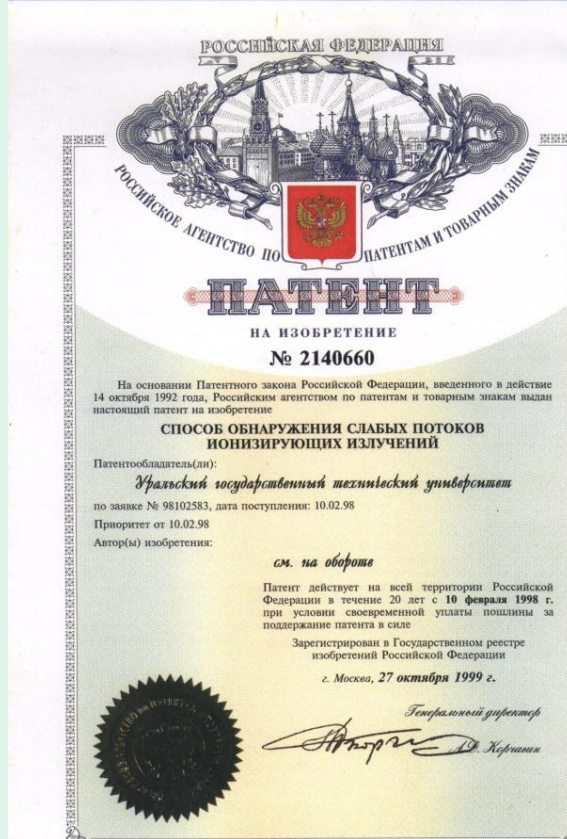 РОССИЙСКАЯ ФЕДЕРАЦИЯ
РОССИЙСКОЕ АГЕНТСТВО ПО ПАТЕНТАМ И ТОВАРНЫМ ЗНАКАМ
ПАТЕНТ
НА ИЗОБРЕТЕНИЕ
№ 2140660
На основании Патентного закона Российской Федерации, введенного в действие
14 октября 1992 года, Российским агентством по патентам и товарным знакам выдан
настоящий патент на изобретение
СПОСОБ ОБНАРУЖЕНИЯ СЛАБЫХ ПОТОКОВ
ИОНИЗИРУЮЩИХ ИЗЛУЧЕНИЙ
Патентообладатель(ли):
Уральский государственный технический университет
по заявке № 98102583, дата поступления: 10.02.98
Приоритет от 10.02.98
Автор(ы) изобретения:
см. на обороте
Патент действует на всей территории Российской
Федерации в течение 20 лет с 10 февраля 1998 г.
при условии своевременной уплаты пошлины за
поддержание патента в силе
Зарегистрирован в Государственном реестре
изобретений Российской Федерации
г. Москва, 27 октября 1999 г.
Генеральный директор
А.Д. Корчагин